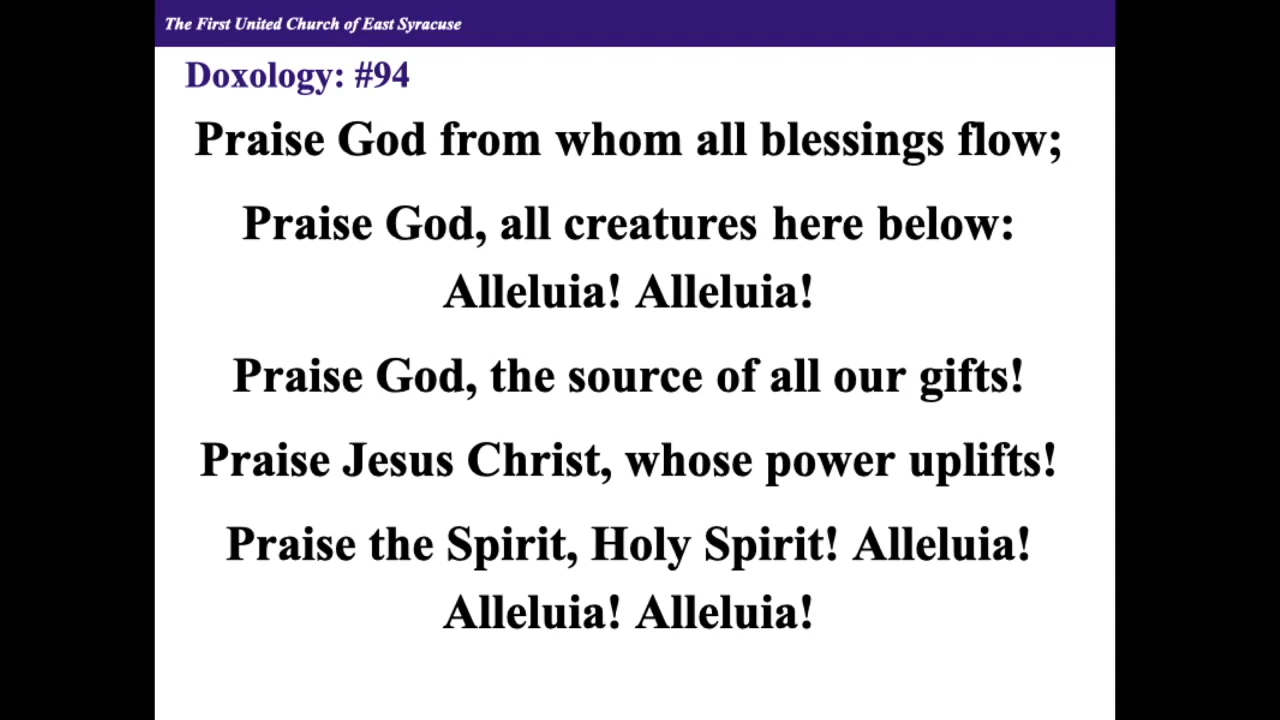 The First United Church of East Syracuse
Doxology: #94
Praise God from whom all blessings flow;
Praise God, all creatures here below:
Alleluia! Alleluia!
Praise God, the source of all our gifts!
Praise Jesus Christ, whose power uplifts!
Praise the Spirit, Holy Spirit! Alleluia!
Alleluia! Alleluia!